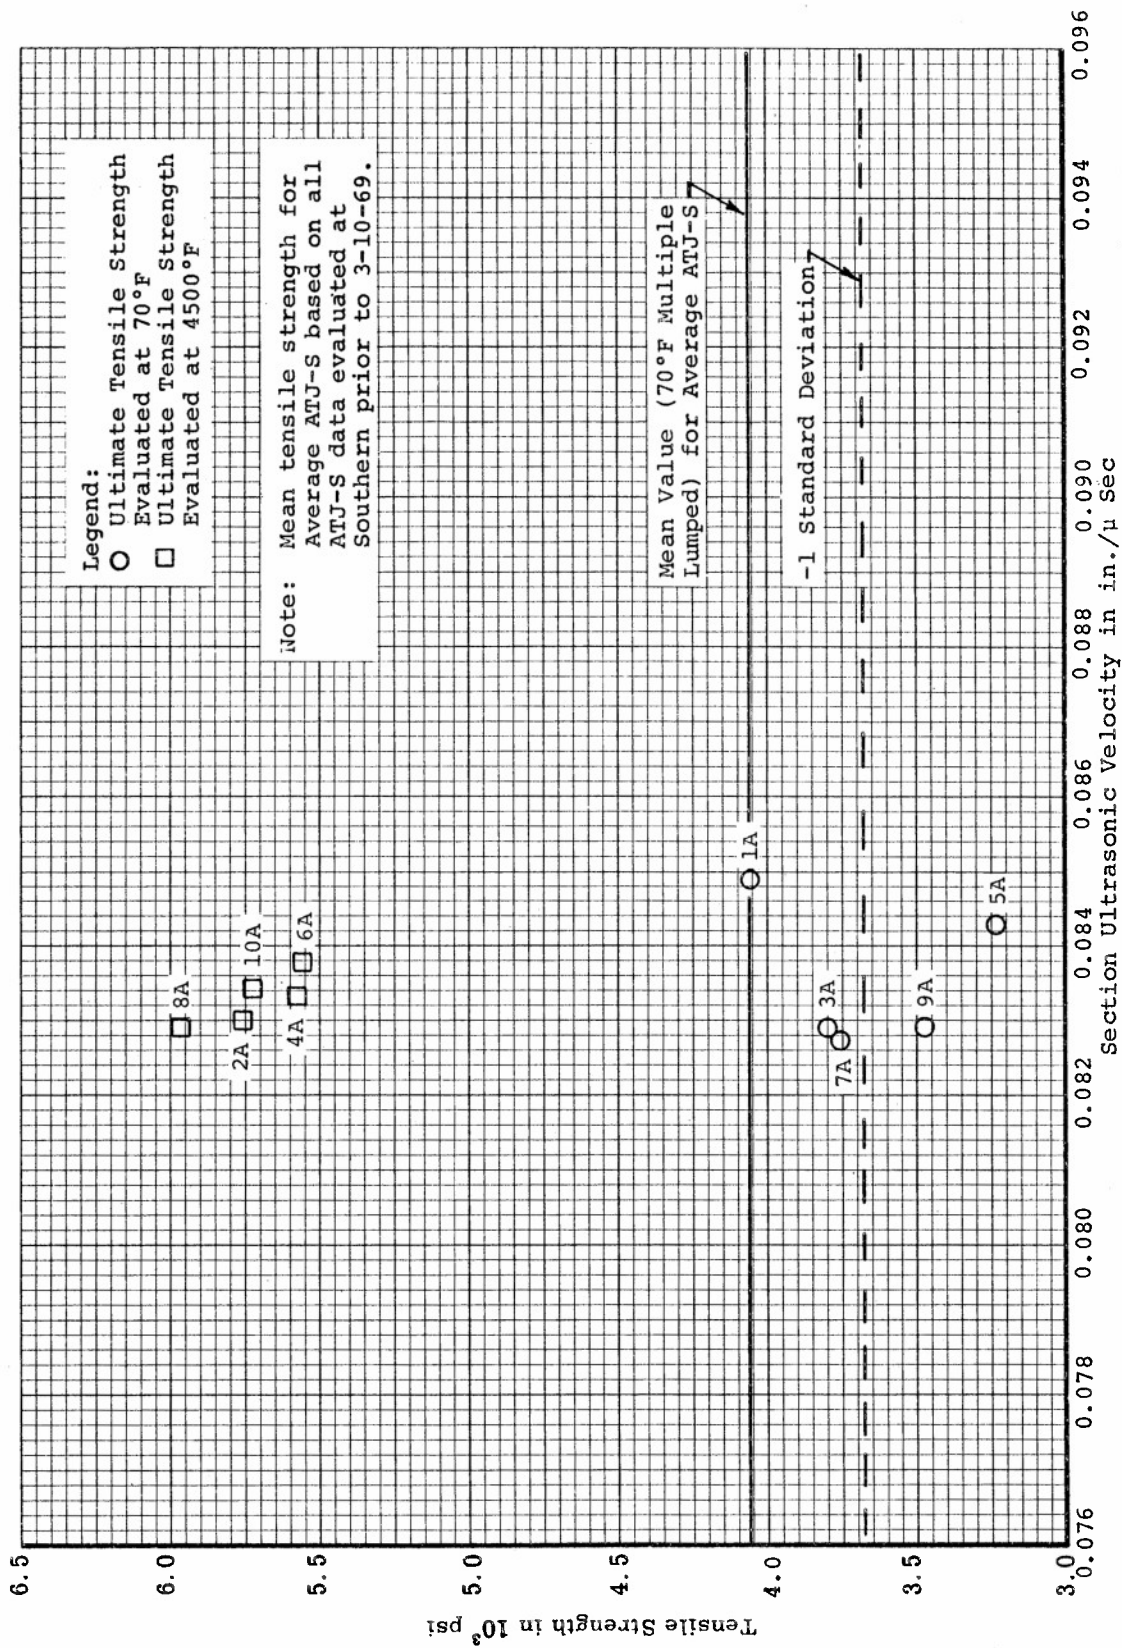 Legend:
O Ultimate Tensile Strength
Evaluated at 70°F
□ Ultimate Tensile Strength
Evaluated at 4500°F
Note: Mean tensile strength for
Average ATJ-S based on all
ATJ-S data evaluated at
Southern prior to 3-10-69.
Mean Value (70°F Multiple
Lumped) for Average ATJ-S
-1 Standard Deviation
8A
2A
10A
4A
6A
1A
3A
7A
9A
5A
6.5
6.0
5.5
5.0
4.5
4.0
3.5
3.0
Tensile Strength in 10³ psi
0.076
0.078
0.080
0.082
0.084
0.086
0.088
0.090
0.092
0.094
0.096
Section Ultrasonic Velocity in in./μ Sec